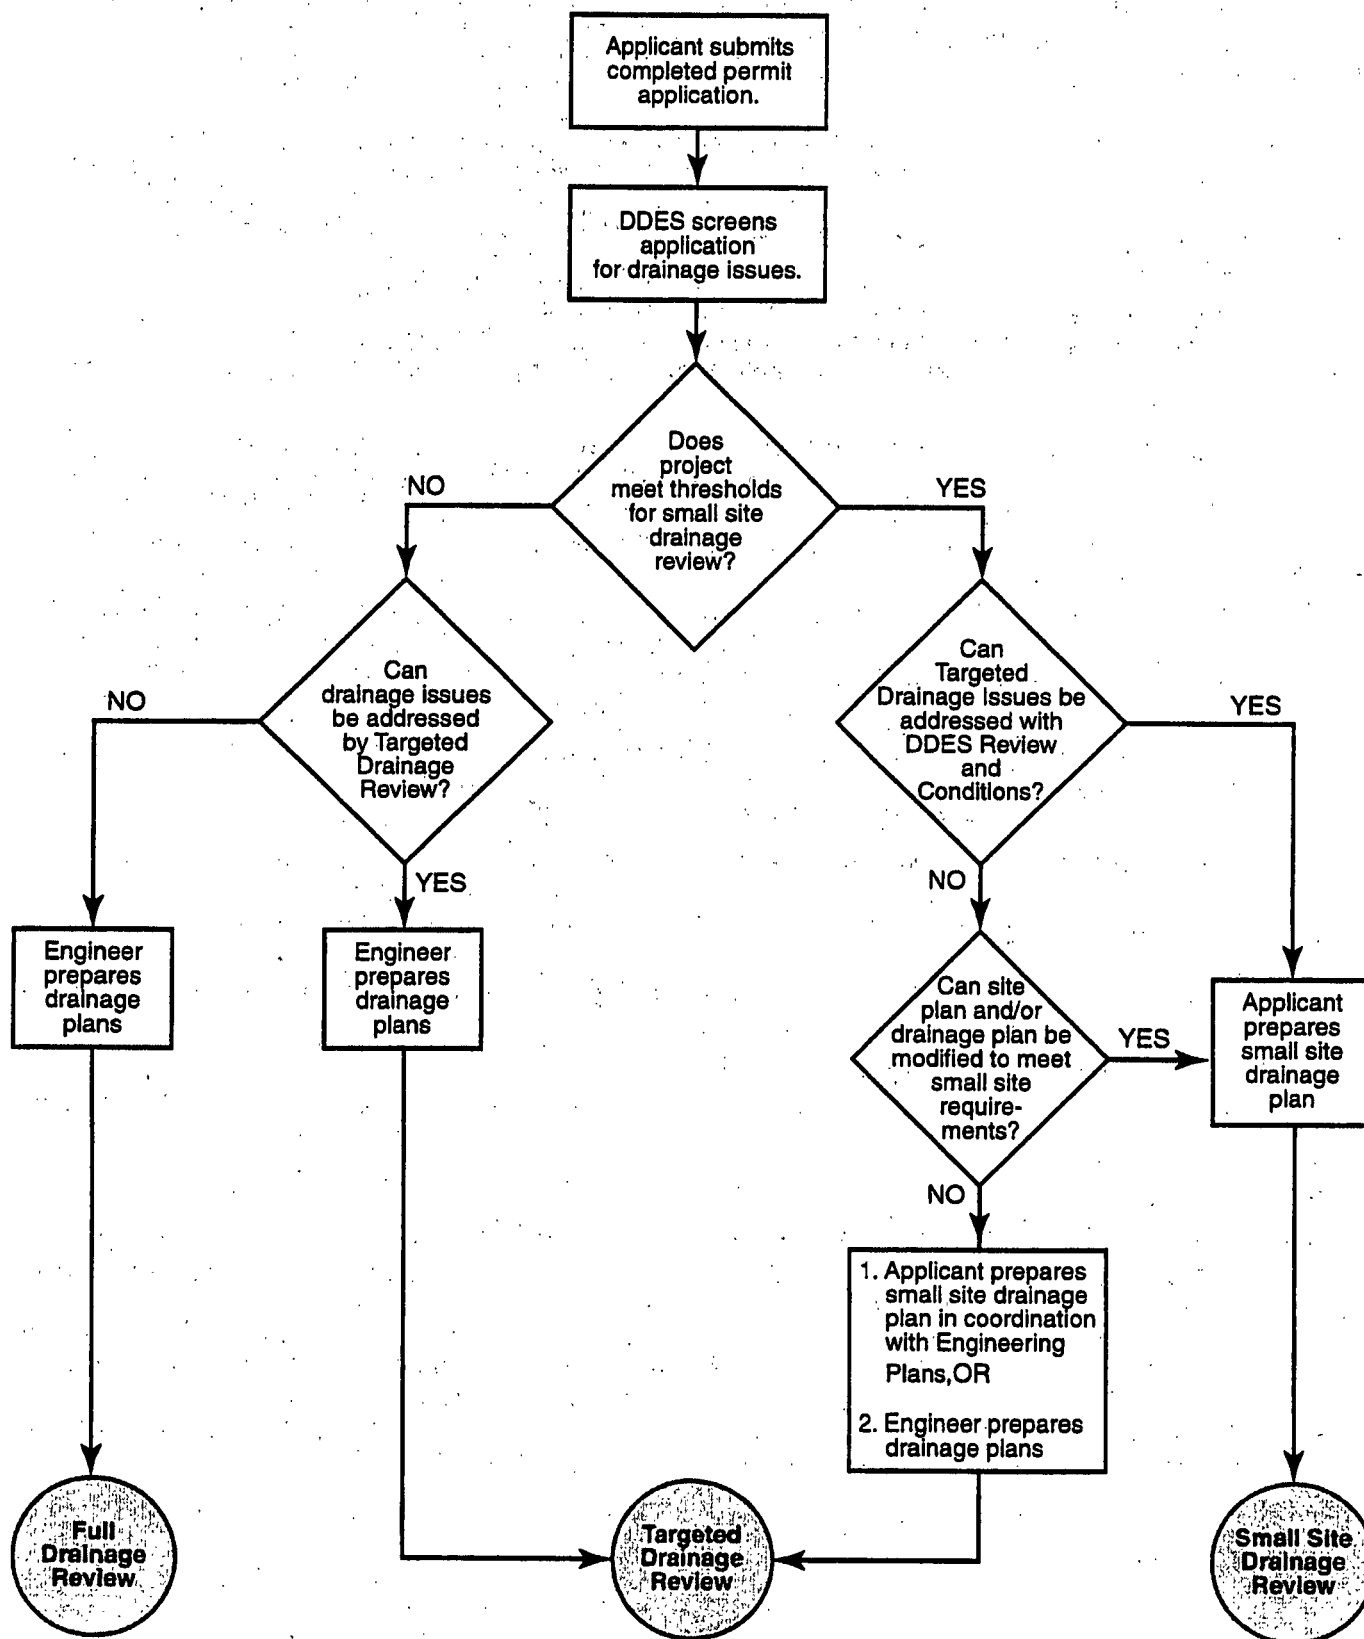 Applicant submits
completed permit
application.
DDES screens
application
for drainage issues.
Does
project
meet thresholds
for small site
drainage
review?
NO
YES
Can
drainage issues
be addressed
by Targeted
Drainage
Review?
NO
YES
Can
Targeted
Drainage Issues be
addressed with
DDES Review
and
Conditions?
YES
NO
Engineer
prepares
drainage
plans
Engineer
prepares
drainage
plans
Can site
plan and/or
drainage plan be
modified to meet
small site
require-
ments?
YES
NO
Applicant
prepares
small site
drainage
plan
1. Applicant prepares
small site drainage
plan in coordination
with Engineering
Plans,OR
2. Engineer prepares
drainage plans
Full
Drainage
Review
Targeted
Drainage
Review
Small Site
Drainage
Review